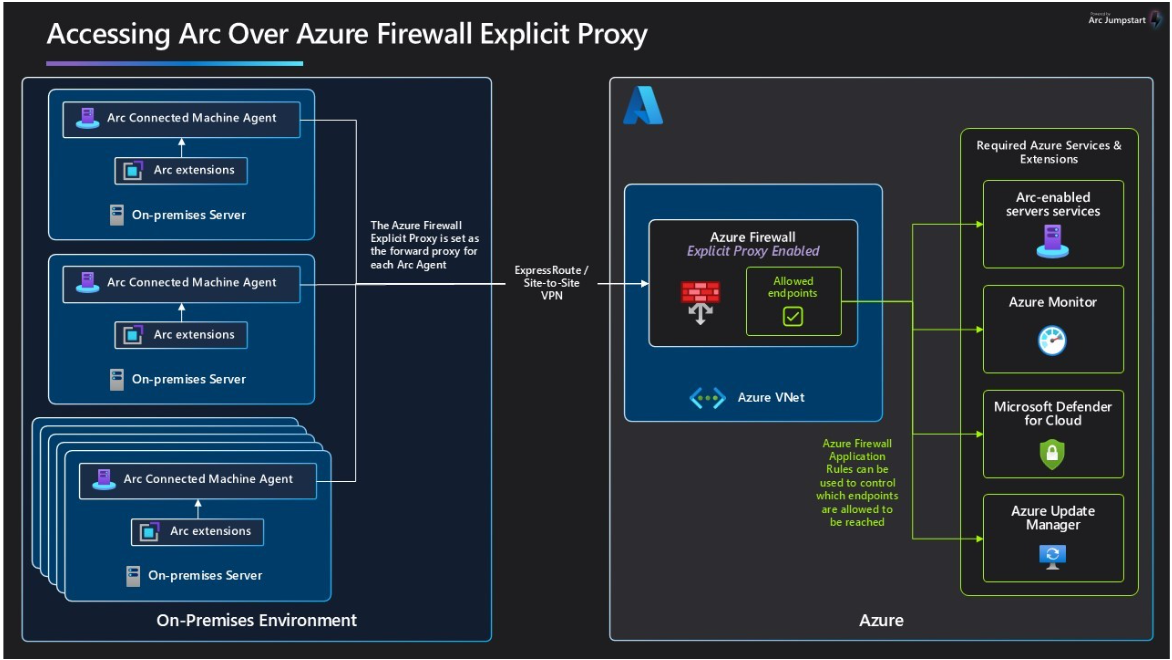 Powered by
Arc Jumpstart
Accessing Arc Over Azure Firewall Explicit Proxy
Arc Connected Machine Agent
Arc extensions
On-premises Server
Arc Connected Machine Agent
Arc extensions
On-premises Server
Arc Connected Machine Agent
Arc extensions
On-premises Server
On-Premises Environment
The Azure Firewall
Explicit Proxy is set as
the forward proxy for
each Arc Agent
ExpressRoute /
Site-to-Site
VPN
Azure Firewall
Explicit Proxy Enabled
Allowed
endpoints
Azure VNet
Azure Firewall
Application
Rules can be
used to control
which endpoints
are allowed to
be reached
Required Azure Services &
Extensions
Arc-enabled
servers services
Azure Monitor
Microsoft Defender
for Cloud
Azure Update
Manager
Azure